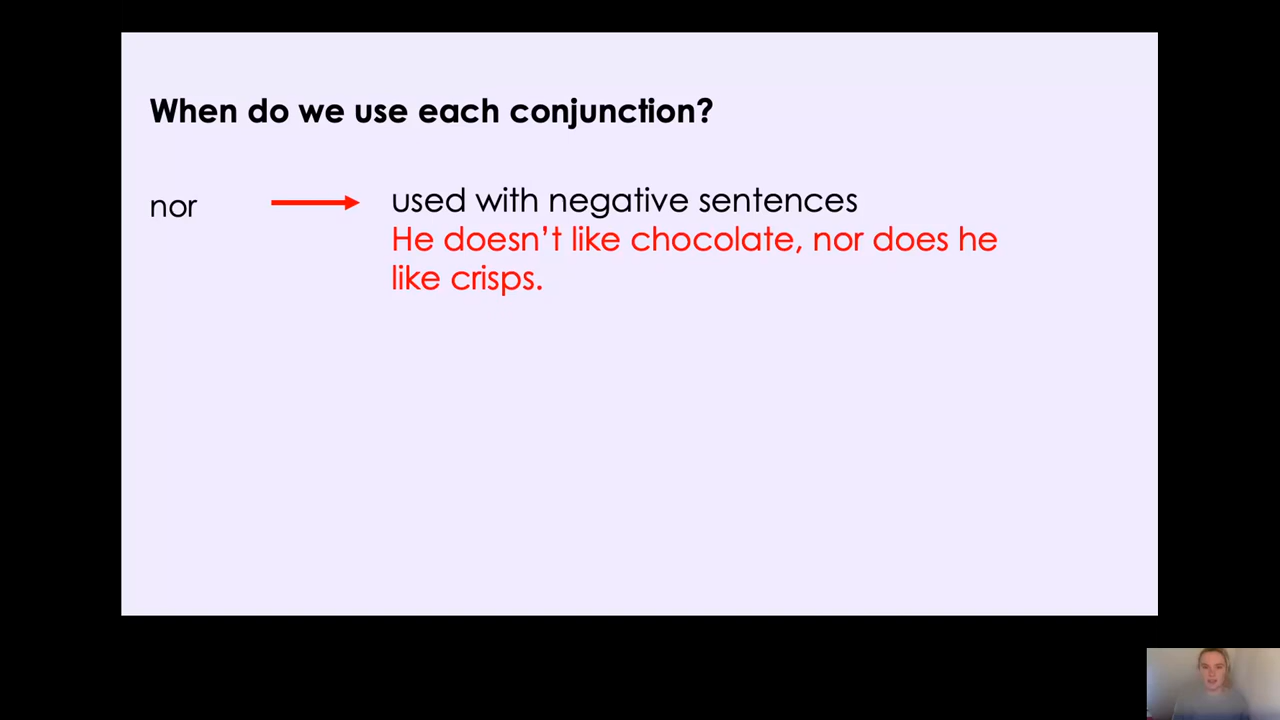 When do we use each conjunction?
nor
used with negative sentences
He doesn’t like chocolate, nor does he
like crisps.